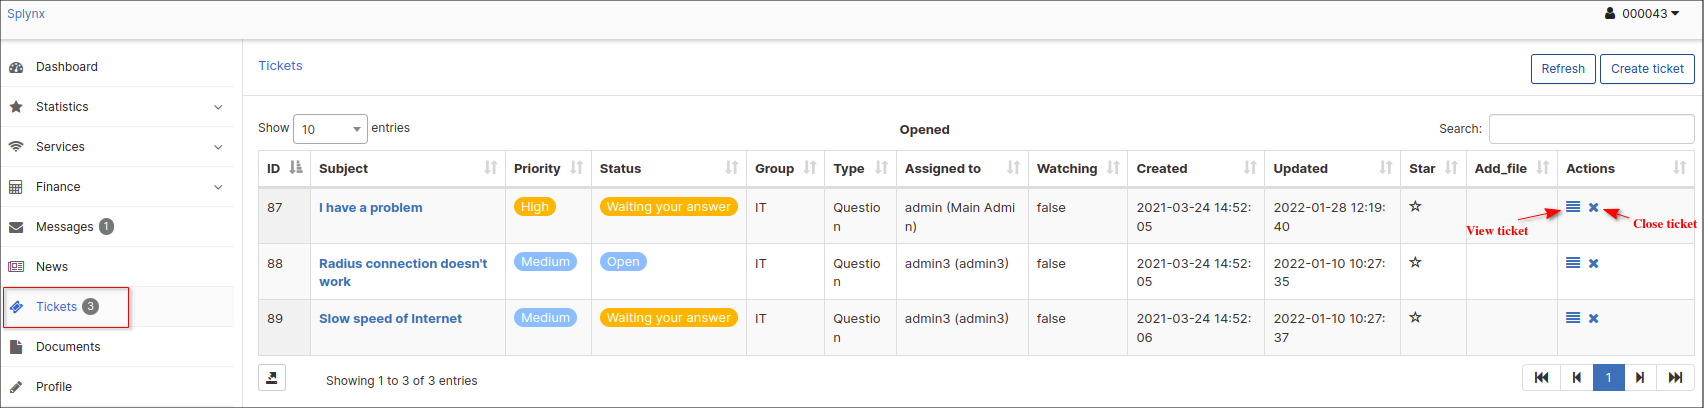 Splynx
000043
Dashboard
Statistics
Services
Finance
Messages 1
News
Tickets 3
Documents
Profile
Tickets
Refresh
Create ticket
Show 10 entries
Opened
Search:
ID Subject Priority Status Group Type Assigned to Watching Created Updated Star Add_file Actions
87 I have a problem High Waiting your answer IT Questio admin (Main Admi false 2021-03-24 14:52: 2022-01-28 12:19:
n n) 05 40
View ticket
Close ticket
88 Radius connection doesn't Medium Open IT Questio admin3 (admin3) false 2021-03-24 14:52: 2022-01-10 10:27:
work n 05 35
89 Slow speed of Internet Medium Waiting your answer IT Questio admin3 (admin3) false 2021-03-24 14:52: 2022-01-10 10:27:
n 06 37
Showing 1 to 3 of 3 entries
1